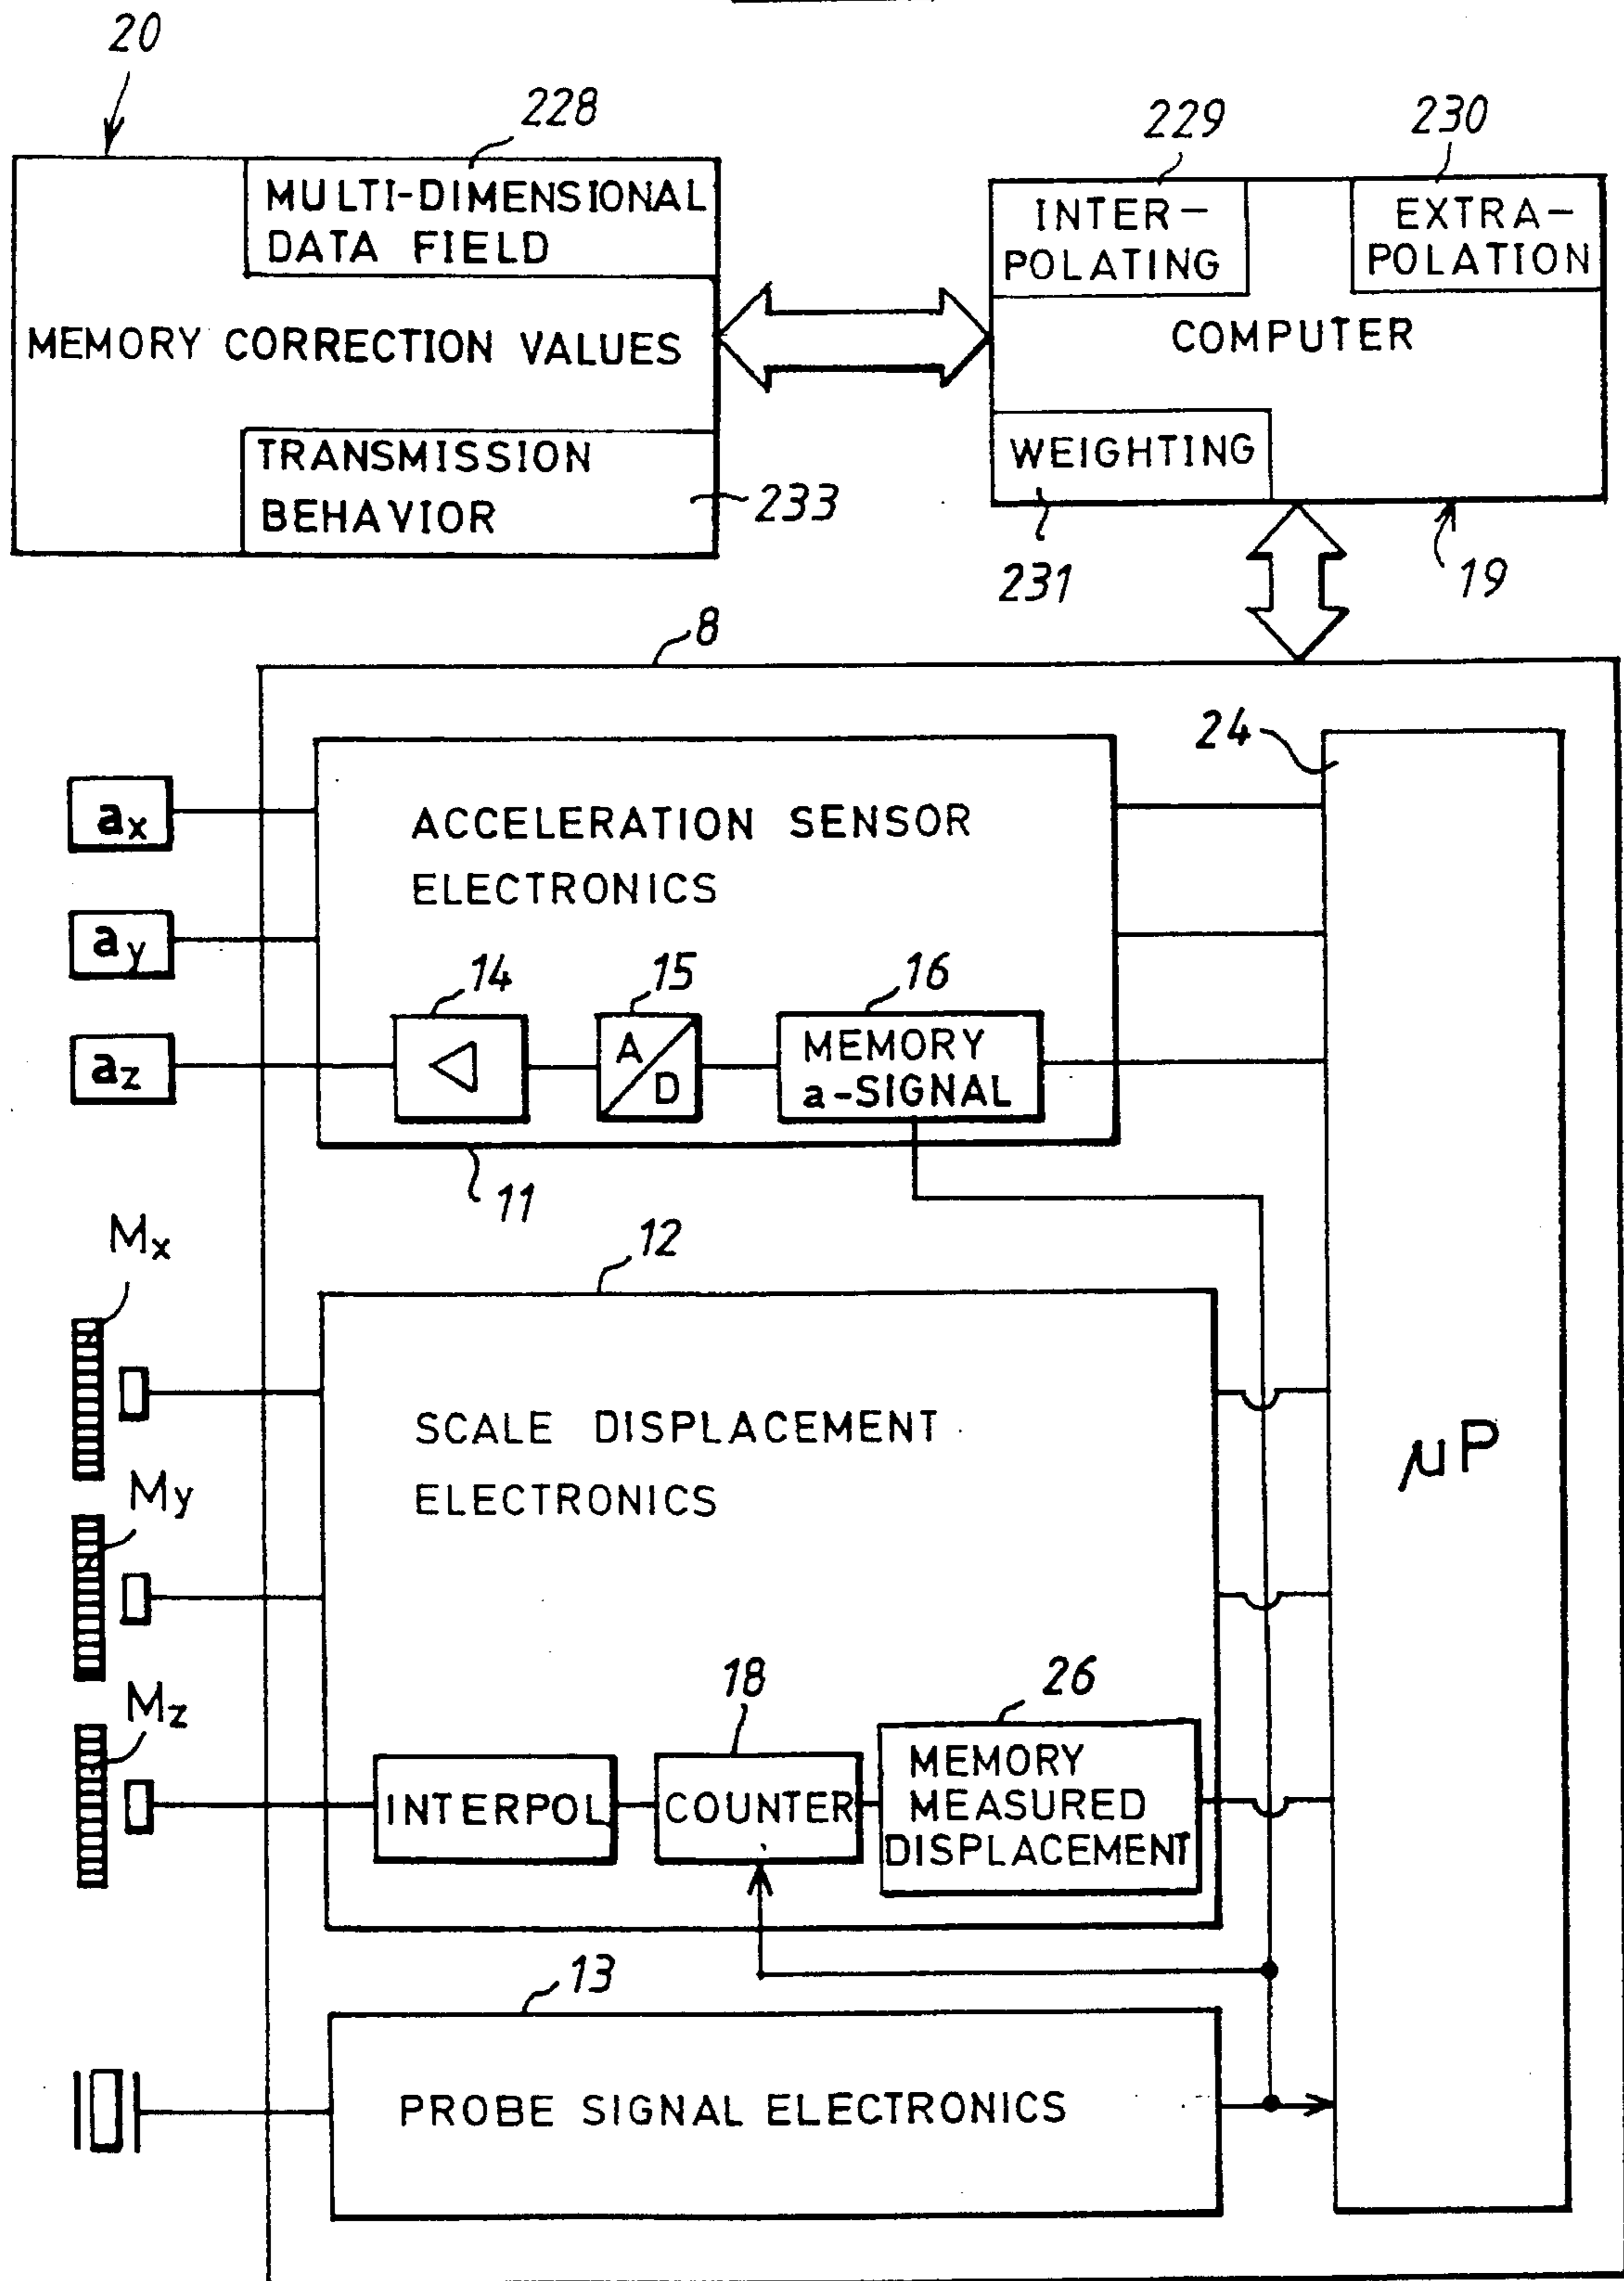 20
228
229
230
MULTI-DIMENSIONAL
DATA FIELD
INTER-
POLATING
EXTRA-
POLATION
MEMORY CORRECTION VALUES
COMPUTER
TRANSMISSION
BEHAVIOR
233
WEIGHTING
231
19
8
24
ax
ACCELERATION SENSOR
ELECTRONICS
ay
14
15
16
az
A/D
MEMORY
a-SIGNAL
11
Mx
12
SCALE DISPLACEMENT
ELECTRONICS
µP
My
Mz
18
26
INTERPOL
COUNTER
MEMORY
MEASURED
DISPLACEMENT
13
PROBE SIGNAL ELECTRONICS